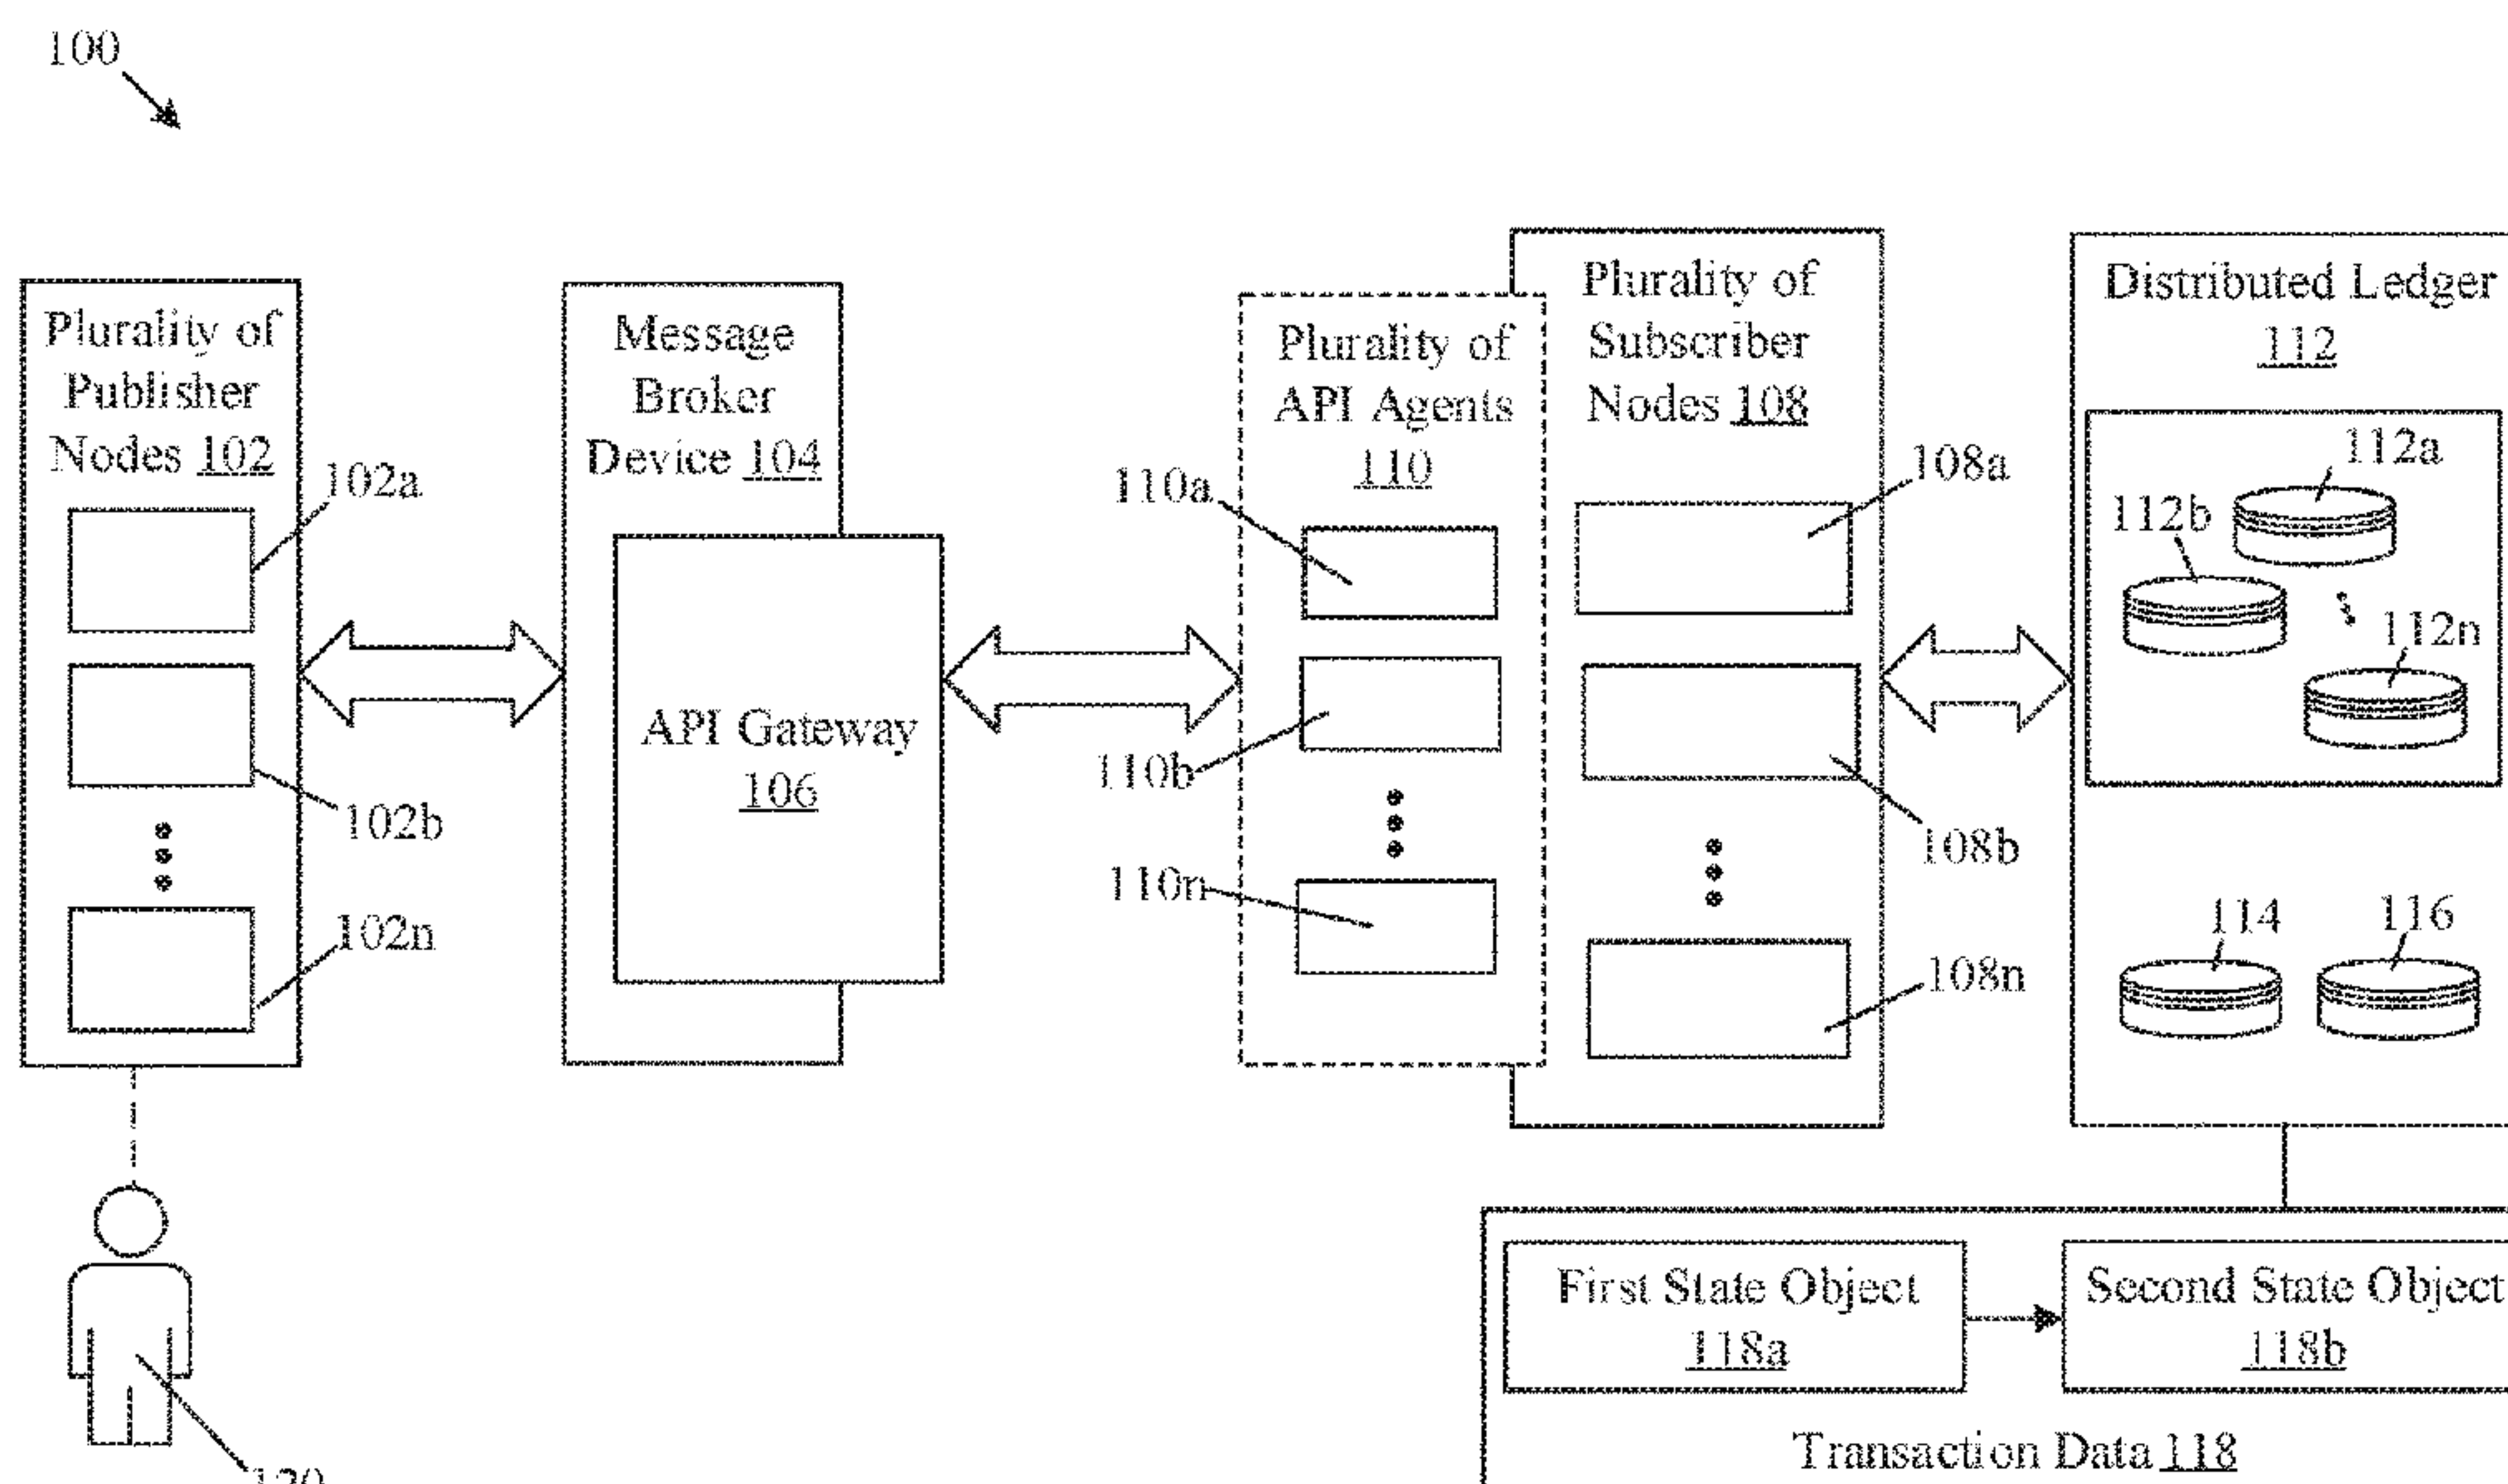 100
Plurality of
Publisher
Nodes 102
102a
102b
102n
Message
Broker
Device 104
API Gateway
106
Plurality of
API Agents
110
110a
110b
110n
Plurality of
Subscriber
Nodes 108
108a
108b
108n
Distributed Ledger
112
112a
112b
112n
114
116
First State Object
118a
Second State Object
118b
Transaction Data 118